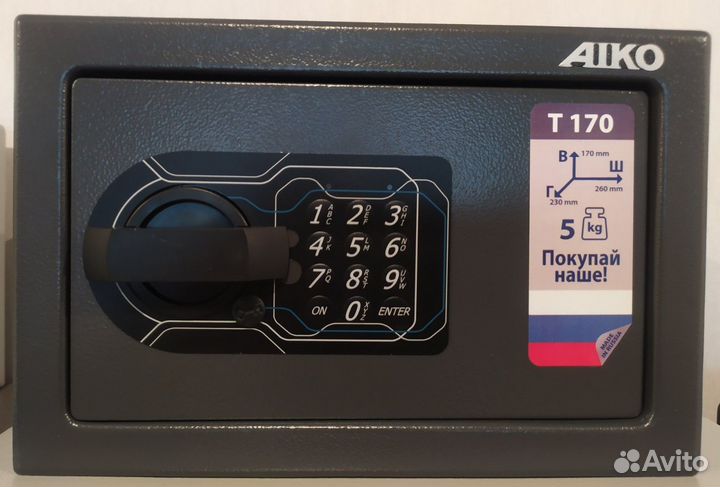 AIKO
T 170
В 170 mm
Ш
260 mm
Г
230 mm
5 kg
Покупай
наше!
MADE
IN RUSSIA
1 ABC 2 DEF 3 GHI
4 JK 5 LM 6 NO
7 PQ 8 RST 9 UVW
ON 0 XYZ ENTER
Avito